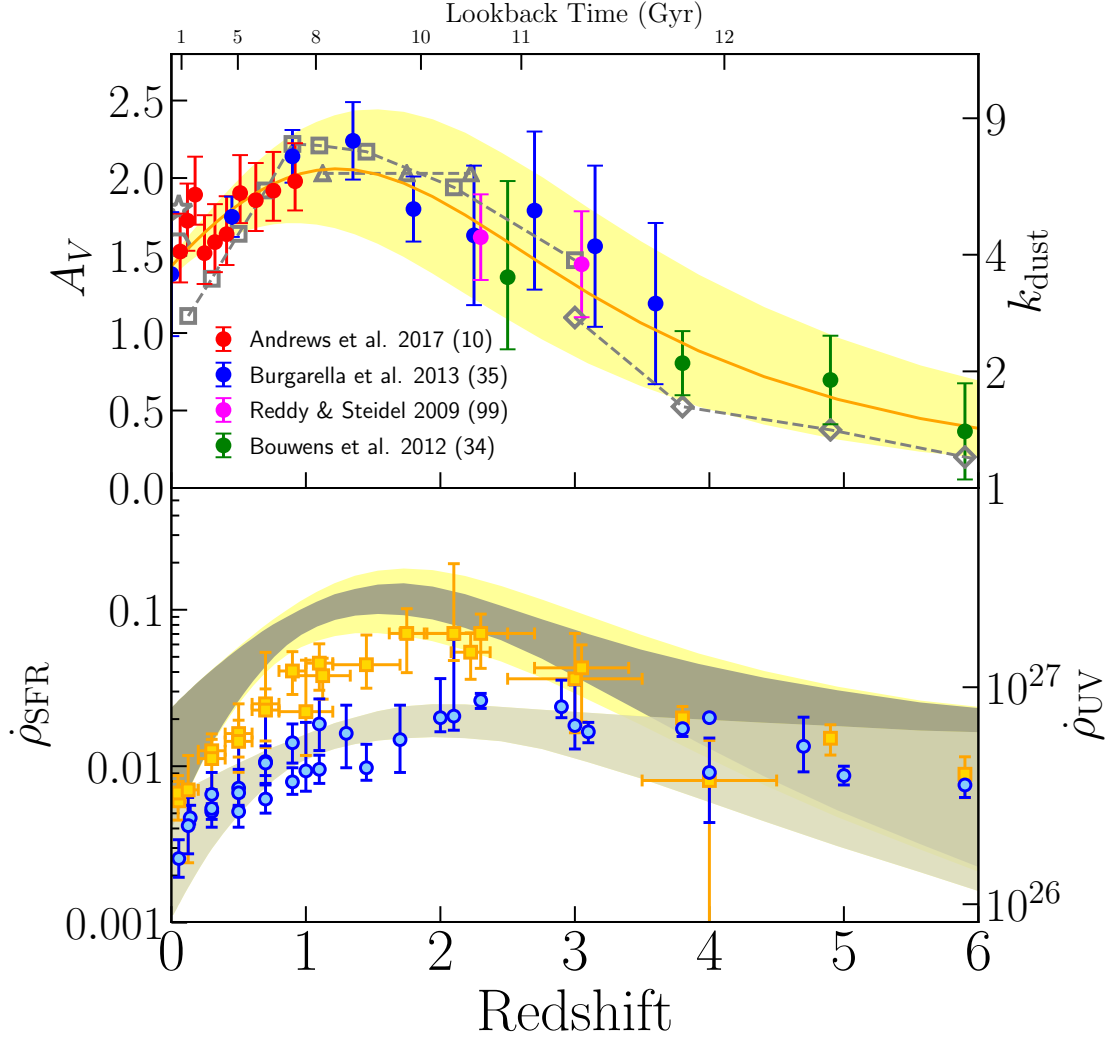 Lookback Time (Gyr)
1 5 8 10 11 12
2.5
2.0
1.5
1.0
0.5
0.0
A_V
9
4
2
1
k_dust
Andrews et al. 2017 (10)
Burgarella et al. 2013 (35)
Reddy & Steidel 2009 (99)
Bouwens et al. 2012 (34)
0.1
0.01
0.001
ρ̇_SFR
10^27
10^26
ρ̇_UV
0 1 2 3 4 5 6
Redshift